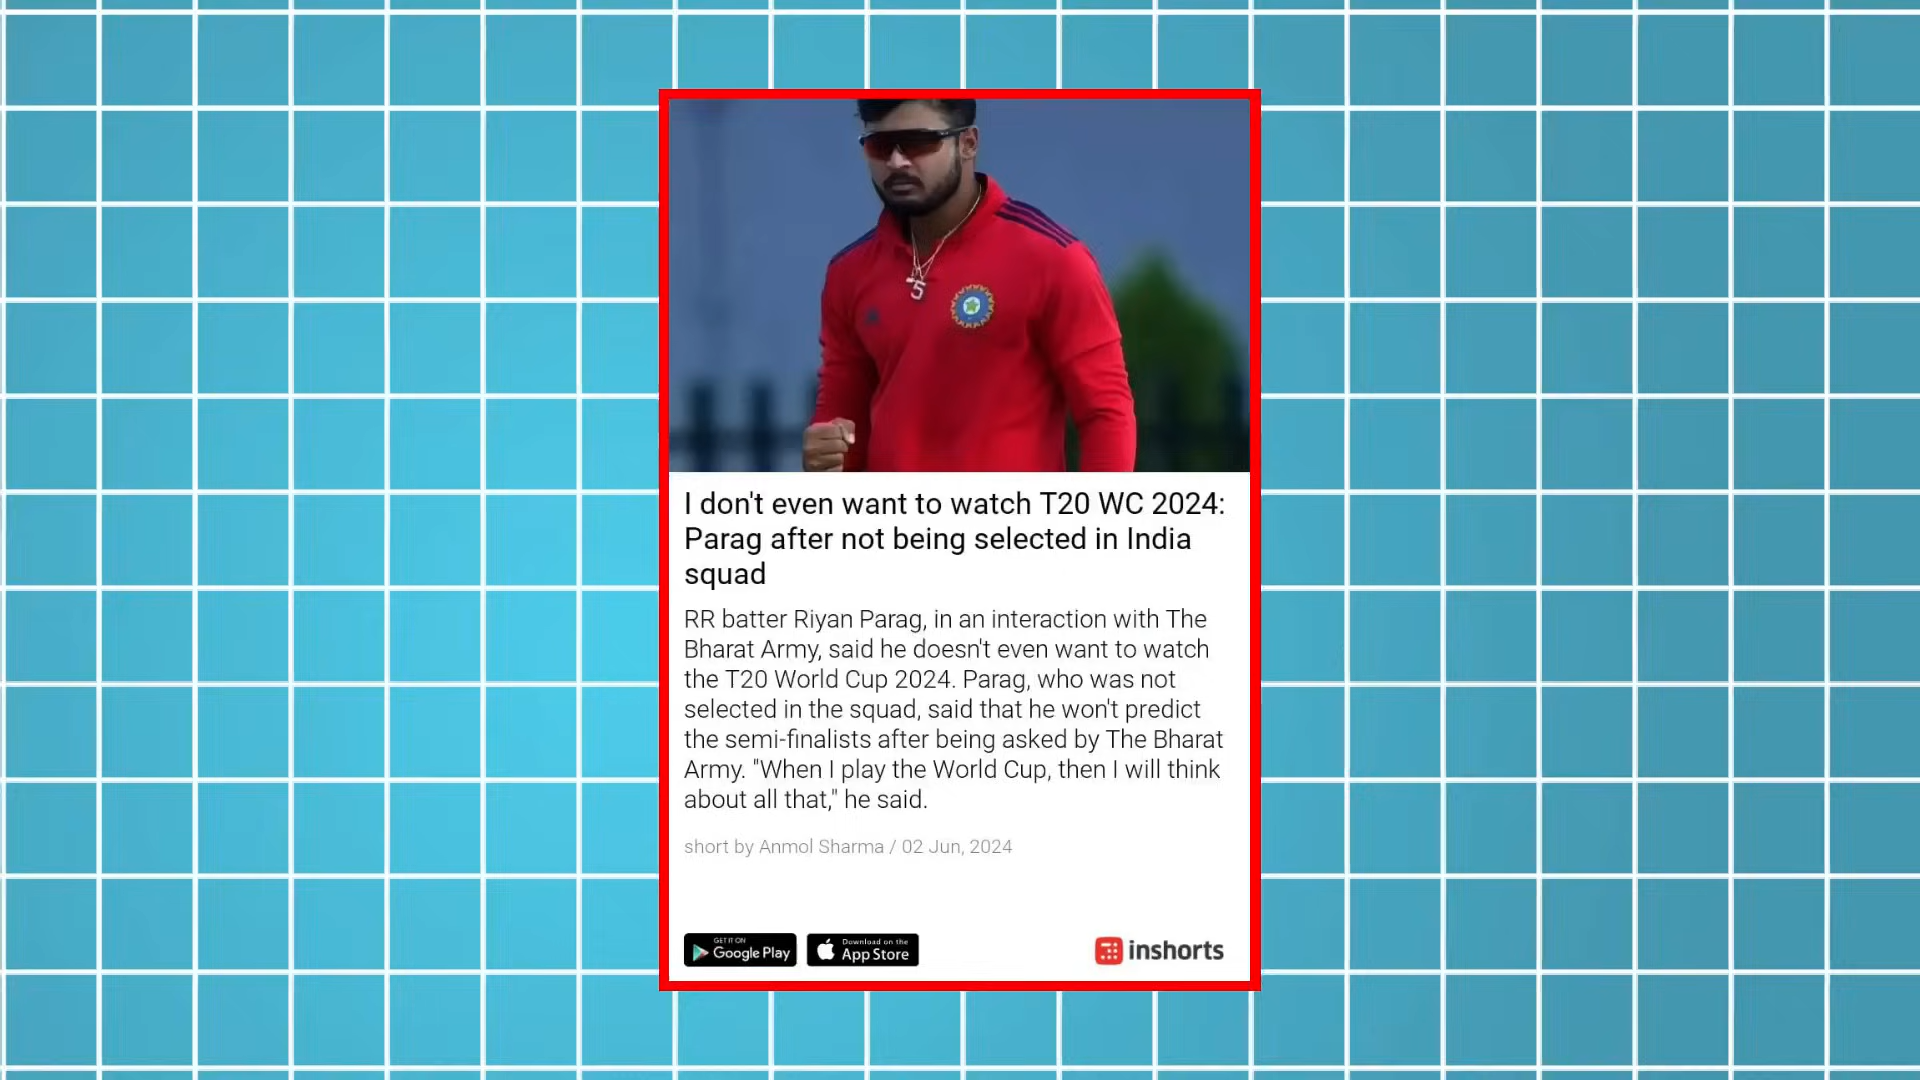 5
I don't even want to watch T20 WC 2024:
Parag after not being selected in India
squad
RR batter Riyan Parag, in an interaction with The
Bharat Army, said he doesn't even want to watch
the T20 World Cup 2024. Parag, who was not
selected in the squad, said that he won't predict
the semi-finalists after being asked by The Bharat
Army. "When I play the World Cup, then I will think
about all that," he said.
short by Anmol Sharma / 02 Jun, 2024
GET IT ON
Google Play
Download on the
App Store
inshorts